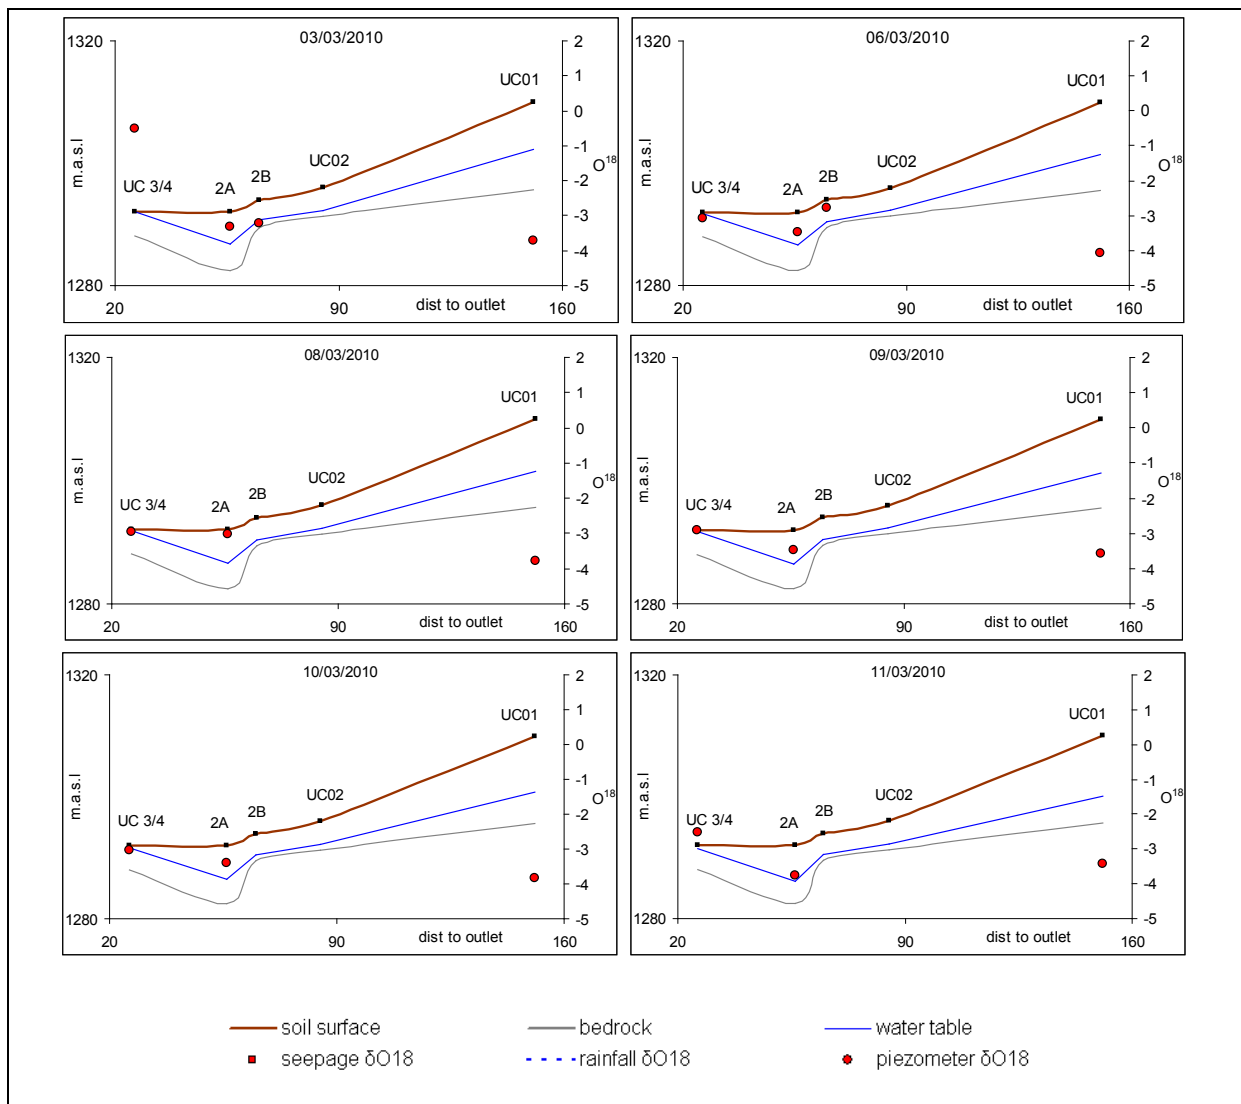 03/03/2010
1320
2
1
0
-1
-2
-3
-4
-5
UC01
UC02
2B
2A
UC 3/4
m.a.s.l
O18
1280
20
90
dist to outlet
160
06/03/2010
1320
2
1
0
-1
-2
-3
-4
-5
UC01
UC02
2B
2A
UC 3/4
m.a.s.l
O18
1280
20
90
dist to outlet
160
08/03/2010
1320
2
1
0
-1
-2
-3
-4
-5
UC01
UC02
2B
2A
UC 3/4
m.a.s.l
O18
1280
20
90
dist to outlet
160
09/03/2010
1320
2
1
0
-1
-2
-3
-4
-5
UC01
UC02
2B
2A
UC 3/4
m.a.s.l
O18
1280
20
90
dist to outlet
160
10/03/2010
1320
2
1
0
-1
-2
-3
-4
-5
UC01
UC02
2B
2A
UC 3/4
m.a.s.l
O18
1280
20
90
dist to outlet
160
11/03/2010
1320
2
1
0
-1
-2
-3
-4
-5
UC01
UC02
2B
2A
UC 3/4
m.a.s.l
O18
1280
20
90
dist to outlet
160
soil surface
bedrock
water table
seepage δO18
rainfall δO18
piezometer δO18